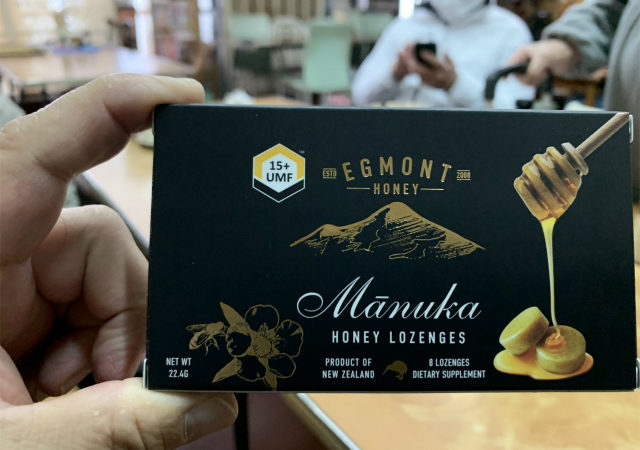 15+
UMF
TM
ESTD EGMONT 2008
HONEY
Mānuka
HONEY LOZENGES
NET WT
22.4G
PRODUCT OF
NEW ZEALAND
8 LOZENGES
DIETARY SUPPLEMENT